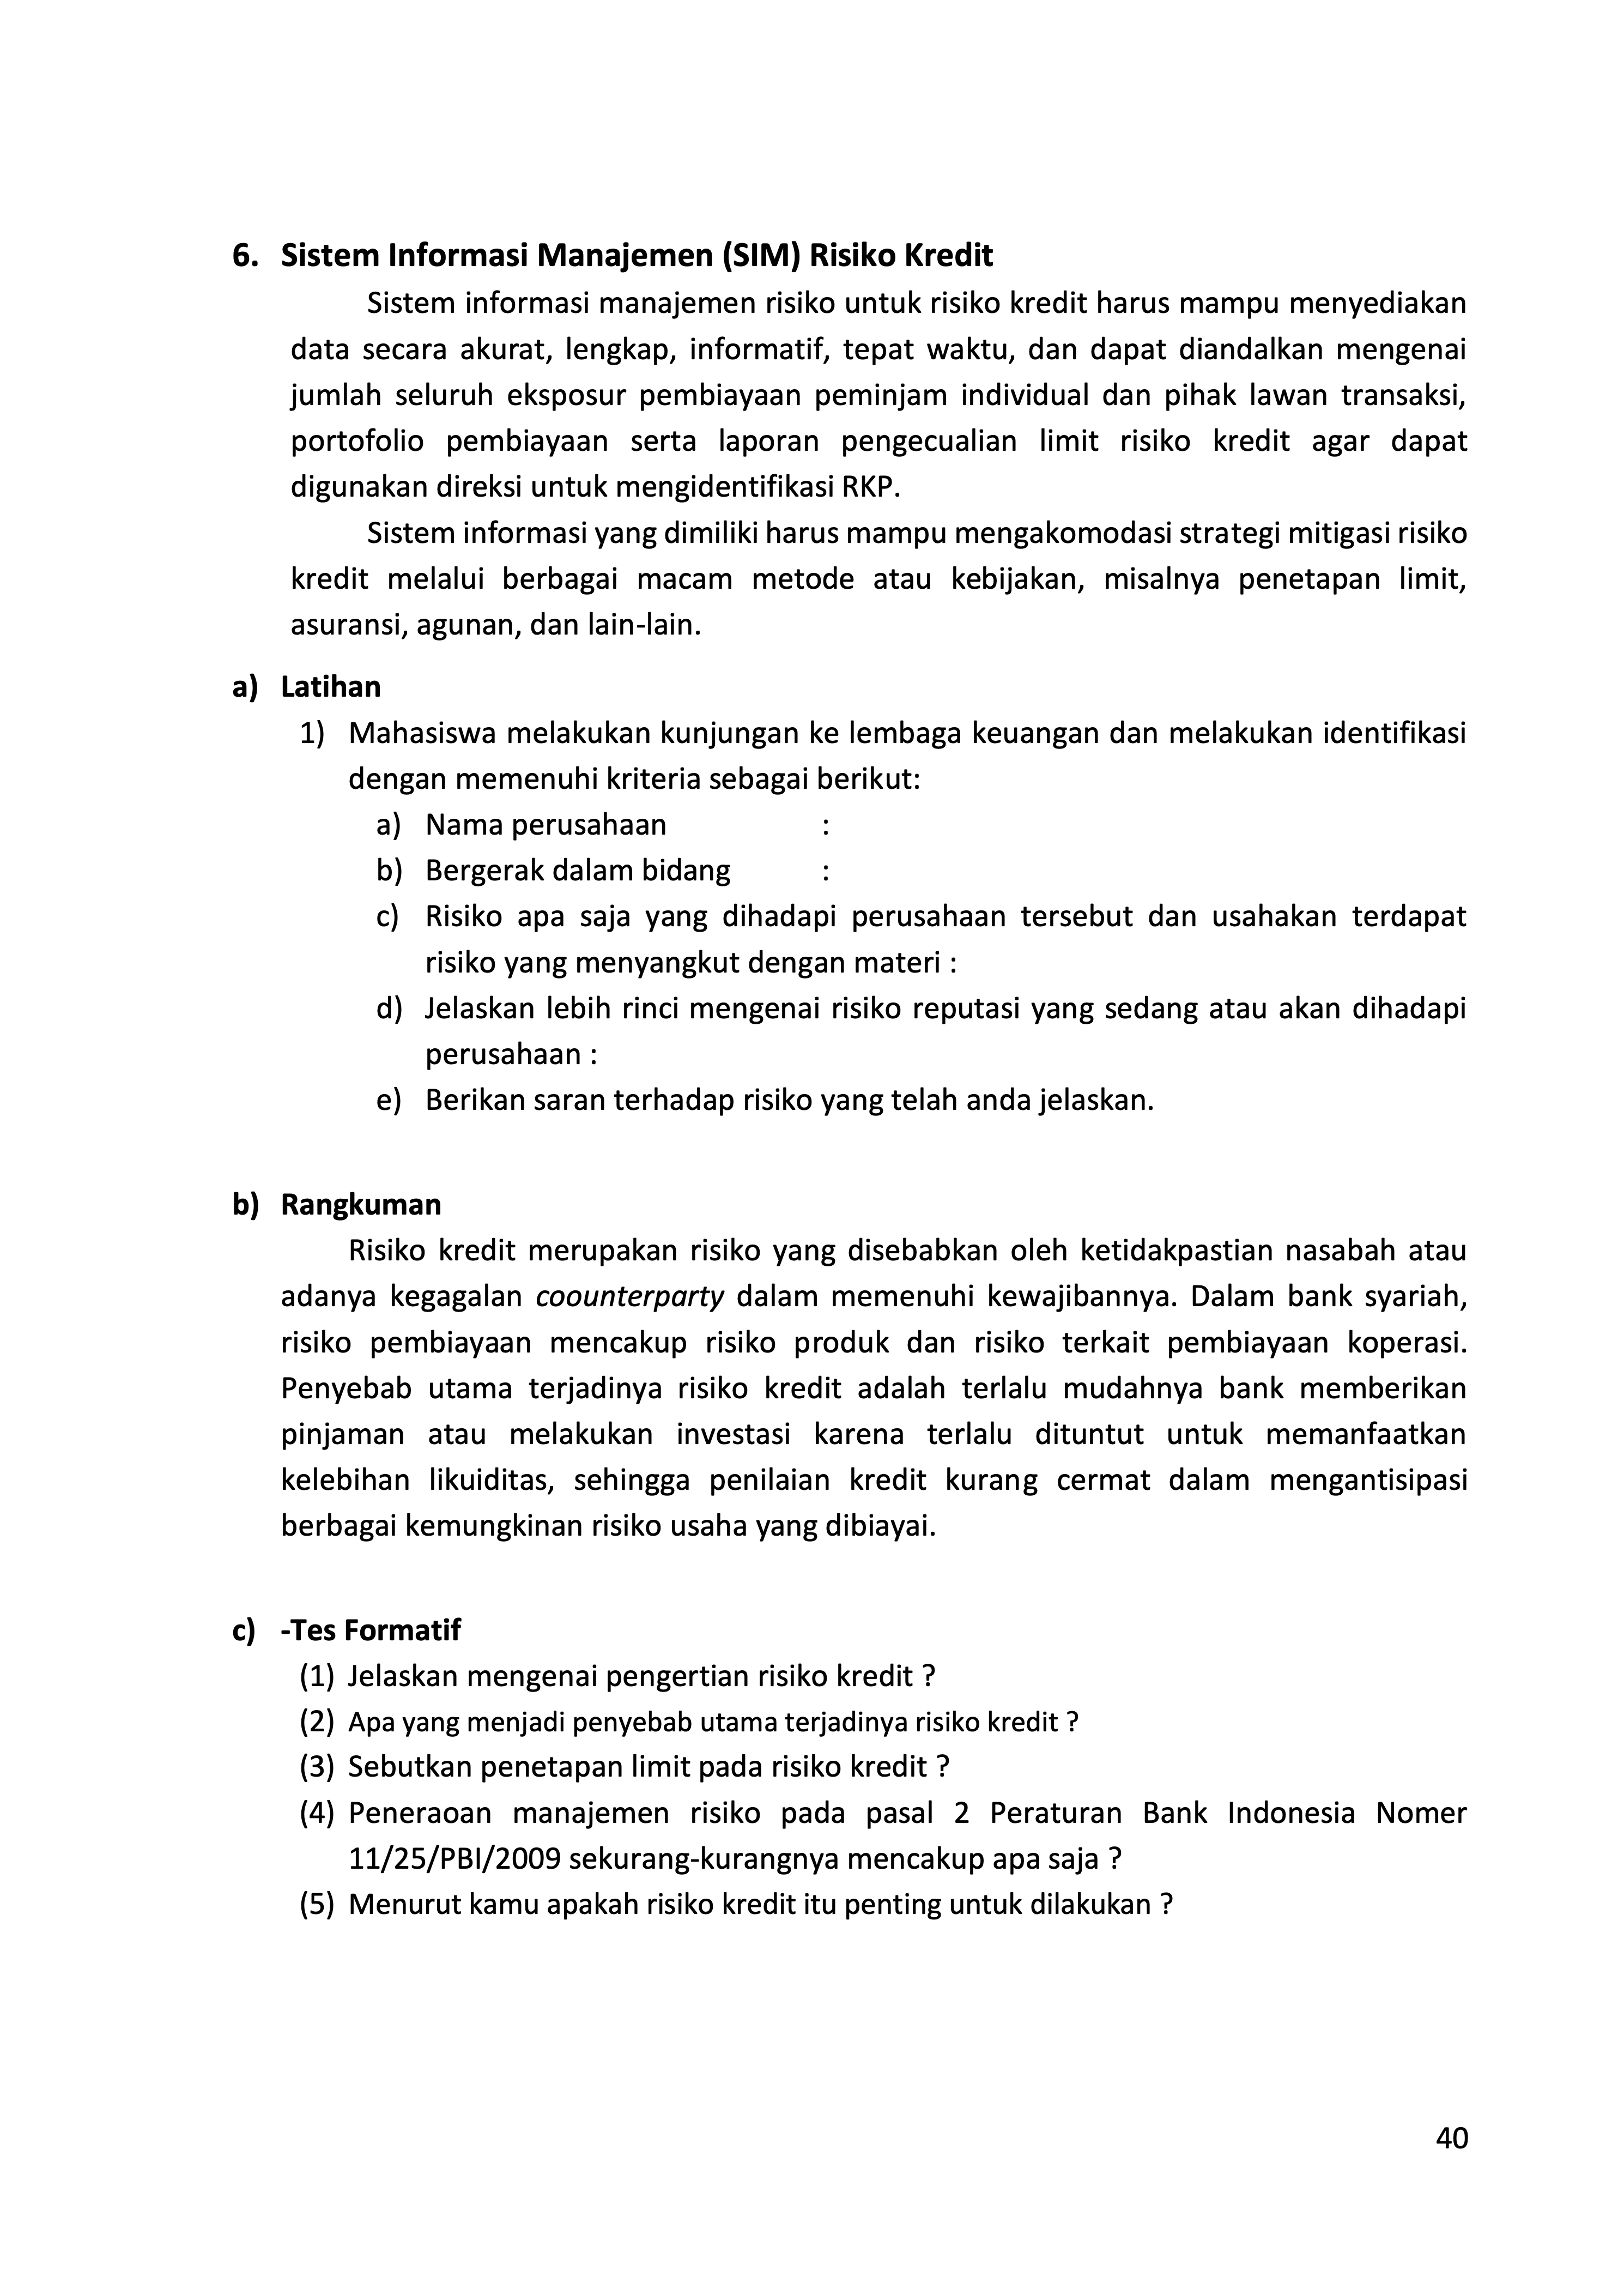 6. Sistem Informasi Manajemen (SIM) Risiko Kredit
Sistem informasi manajemen risiko untuk risiko kredit harus mampu menyediakan
data secara akurat, lengkap, informatif, tepat waktu, dan dapat diandalkan mengenai
jumlah seluruh eksposur pembiayaan peminjam individual dan pihak lawan transaksi,
portofolio pembiayaan serta laporan pengecualian limit risiko kredit agar dapat
digunakan direksi untuk mengidentifikasi RKP.
Sistem informasi yang dimiliki harus mampu mengakomodasi strategi mitigasi risiko
kredit melalui berbagai macam metode atau kebijakan, misalnya penetapan limit,
asuransi, agunan, dan lain-lain.
a) Latihan
1) Mahasiswa melakukan kunjungan ke lembaga keuangan dan melakukan identifikasi
dengan memenuhi kriteria sebagai berikut:
a) Nama perusahaan :
b) Bergerak dalam bidang :
c) Risiko apa saja yang dihadapi perusahaan tersebut dan usahakan terdapat
risiko yang menyangkut dengan materi :
d) Jelaskan lebih rinci mengenai risiko reputasi yang sedang atau akan dihadapi
perusahaan :
e) Berikan saran terhadap risiko yang telah anda jelaskan.
b) Rangkuman
Risiko kredit merupakan risiko yang disebabkan oleh ketidakpastian nasabah atau
adanya kegagalan coounterparty dalam memenuhi kewajibannya. Dalam bank syariah,
risiko pembiayaan mencakup risiko produk dan risiko terkait pembiayaan koperasi.
Penyebab utama terjadinya risiko kredit adalah terlalu mudahnya bank memberikan
pinjaman atau melakukan investasi karena terlalu dituntut untuk memanfaatkan
kelebihan likuiditas, sehingga penilaian kredit kurang cermat dalam mengantisipasi
berbagai kemungkinan risiko usaha yang dibiayai.
c) -Tes Formatif
(1) Jelaskan mengenai pengertian risiko kredit ?
(2) Apa yang menjadi penyebab utama terjadinya risiko kredit ?
(3) Sebutkan penetapan limit pada risiko kredit ?
(4) Peneraoan manajemen risiko pada pasal 2 Peraturan Bank Indonesia Nomer
11/25/PBI/2009 sekurang-kurangnya mencakup apa saja ?
(5) Menurut kamu apakah risiko kredit itu penting untuk dilakukan ?
40